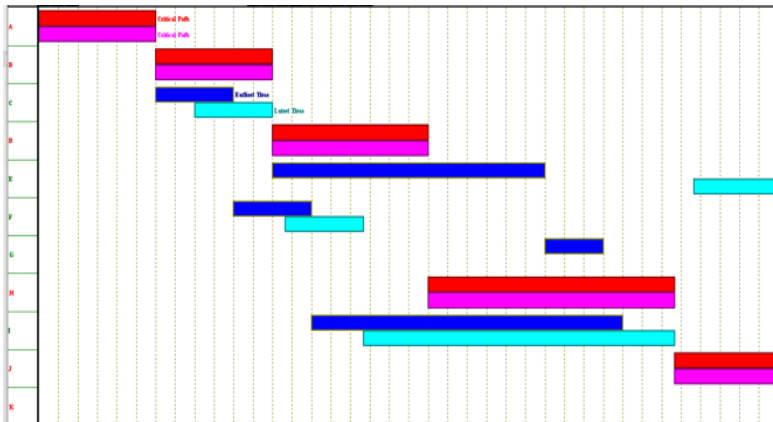 A
Critical Path
Critical Path
B
C
Earliest Time
Latest Time
D
E
F
G
H
I
J
K